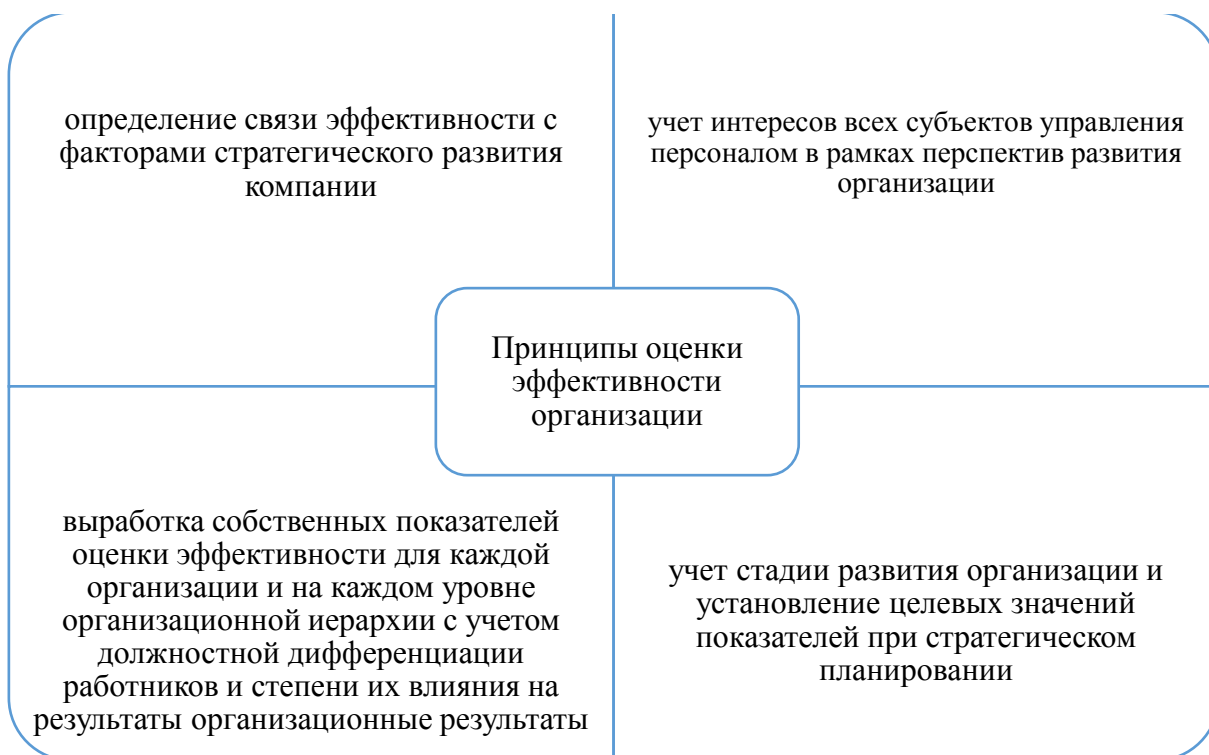 определение связи эффективности с
факторами стратегического развития
компании
учет интересов всех субъектов управления
персоналом в рамках перспектив развития
организации
Принципы оценки
эффективности
организации
выработка собственных показателей
оценки эффективности для каждой
организации и на каждом уровне
организационной иерархии с учетом
должностной дифференциации
работников и степени их влияния на
результаты организационные результаты
учет стадии развития организации и
установление целевых значений
показателей при стратегическом
планировании